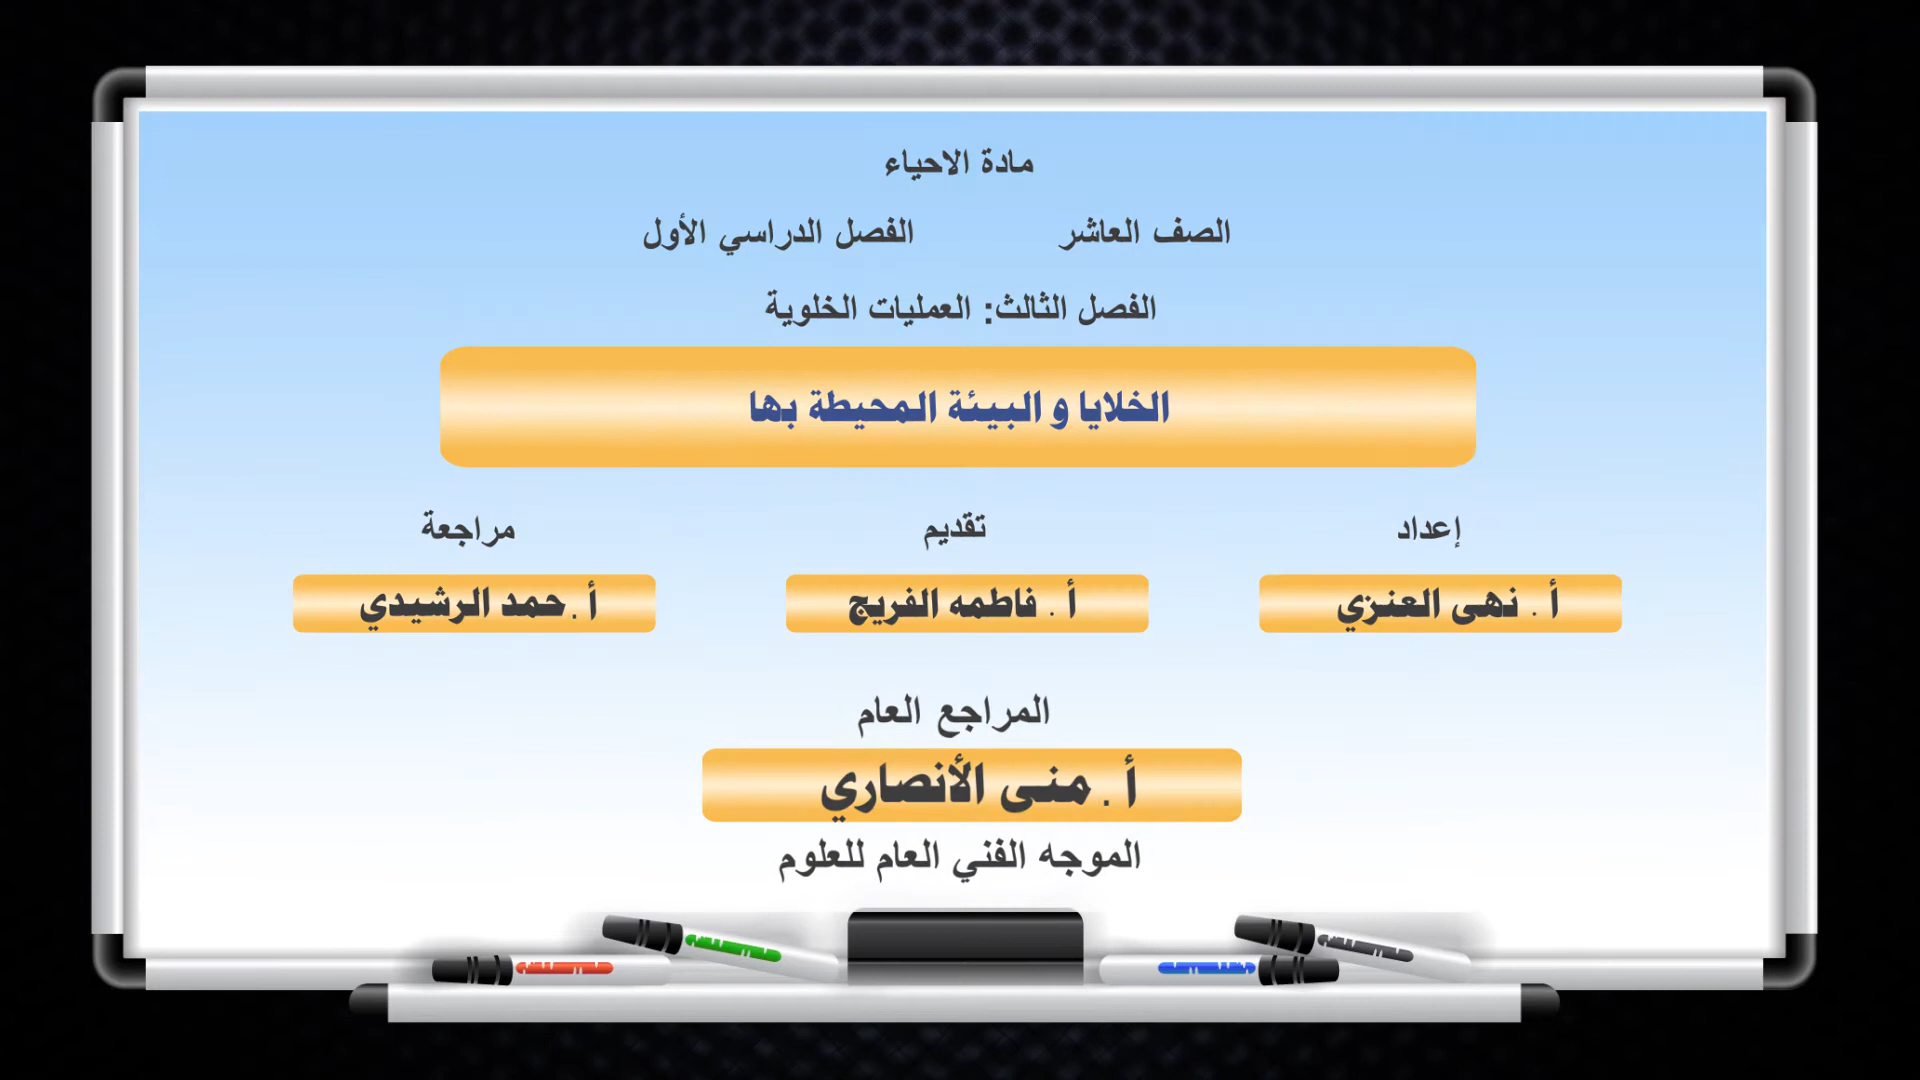 مادة الاحياء
الصف العاشر الفصل الدراسي الأول
الفصل الثالث: العمليات الخلوية
الخلايا و البيئة المحيطة بها
إعداد تقديم مراجعة
أ . نهى العنزي أ . فاطمه الفريج أ .حمد الرشيدي
المراجع العام
أ . منى الأنصاري
الموجه الفني العام للعلوم